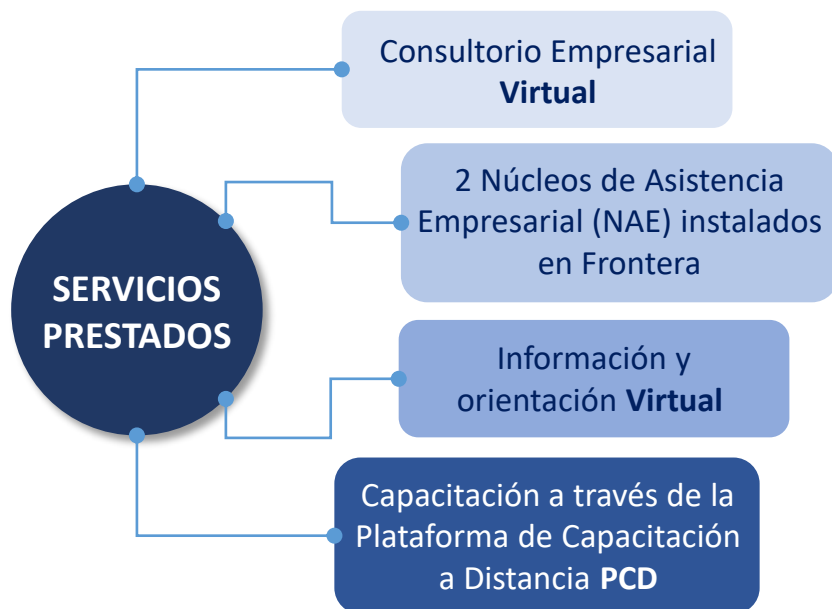 Consultorio Empresarial
Virtual
2 Núcleos de Asistencia
Empresarial (NAE) instalados
en Frontera
SERVICIOS
PRESTADOS
Información y
orientación Virtual
Capacitación a través de la
Plataforma de Capacitación
a Distancia PCD